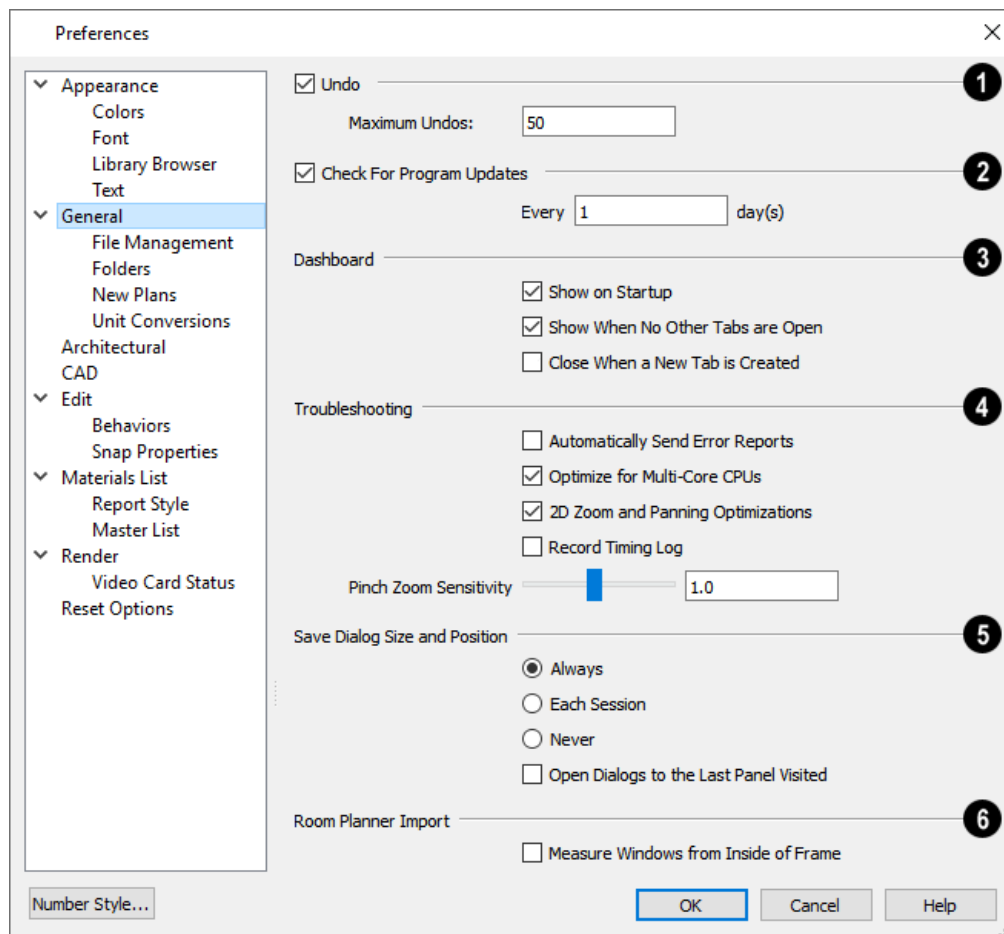 Preferences
Appearance
Colors
Font
Library Browser
Text
General
File Management
Folders
New Plans
Unit Conversions
Architectural
CAD
Edit
Behaviors
Snap Properties
Materials List
Report Style
Master List
Render
Video Card Status
Reset Options
Undo 1
Maximum Undos: 50
Check For Program Updates 2
Every 1 day(s)
Dashboard 3
Show on Startup
Show When No Other Tabs are Open
Close When a New Tab is Created
Troubleshooting 4
Automatically Send Error Reports
Optimize for Multi-Core CPUs
2D Zoom and Panning Optimizations
Record Timing Log
Pinch Zoom Sensitivity 1.0
Save Dialog Size and Position 5
Always
Each Session
Never
Open Dialogs to the Last Panel Visited
Room Planner Import 6
Measure Windows from Inside of Frame
Number Style... OK Cancel Help